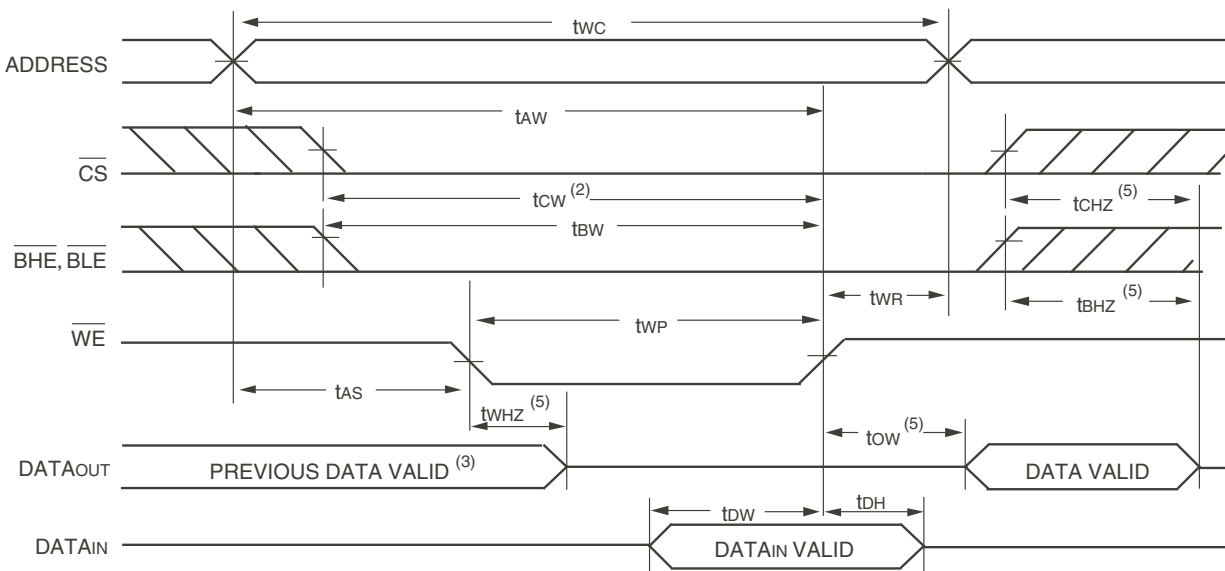 tWC
ADDRESS
tAW
CS
tCW (2)
tCHZ (5)
tBW
BHE, BLE
tWR
tBHZ (5)
tWP
WE
tAS
tWHZ (5)
tOW (5)
DATAOUT
PREVIOUS DATA VALID (3)
DATA VALID
tDW
tDH
DATAIN
DATAIN VALID